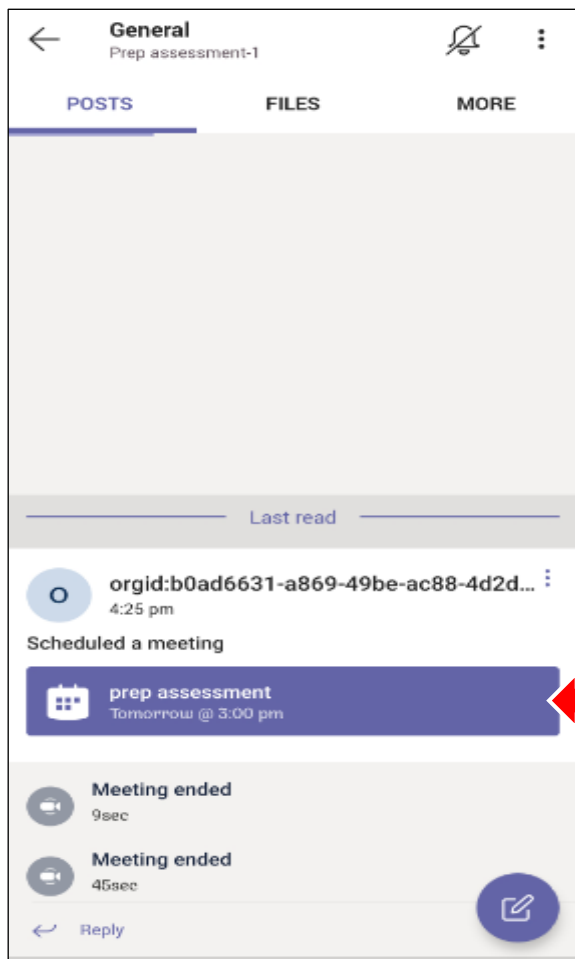 General
Prep assessment-1
POSTS FILES MORE
Last read
O
orgid:b0ad6631-a869-49be-ac88-4d2d...
4:25 pm
Scheduled a meeting
prep assessment
Tomorrow @ 3:00 pm
Meeting ended
9sec
Meeting ended
45sec
Reply